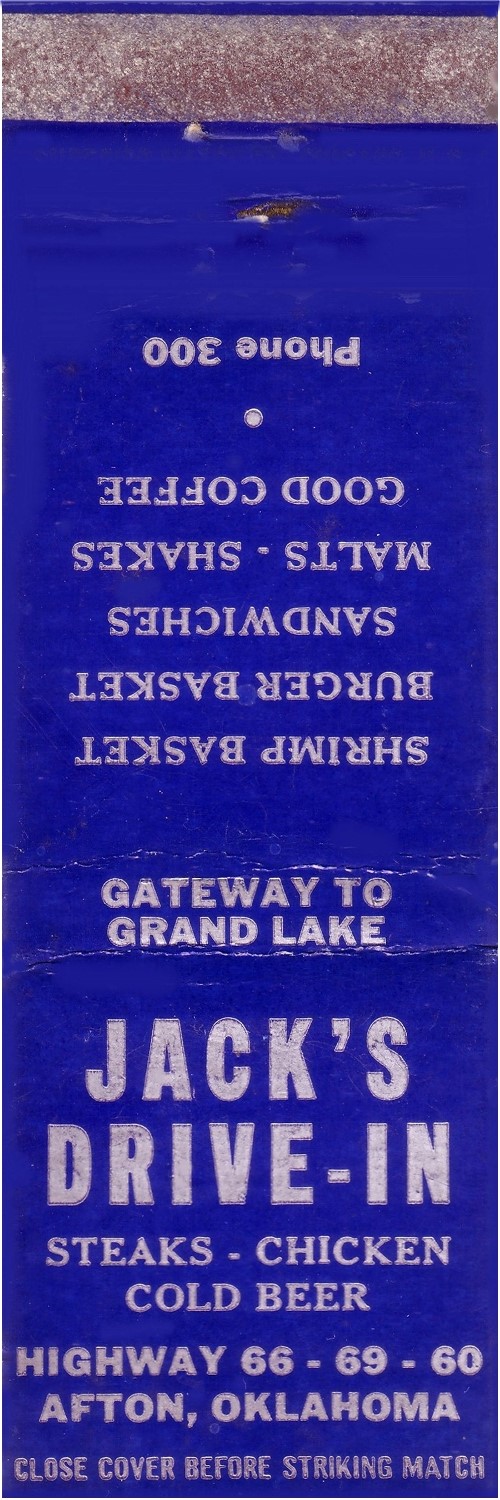 GATEWAY TO
GRAND LAKE
JACK'S
DRIVE-IN
STEAKS - CHICKEN
COLD BEER
HIGHWAY 66 - 69 - 60
AFTON, OKLAHOMA
CLOSE COVER BEFORE STRIKING MATCH
SHRIMP BASKET
BURGER BASKET
SANDWICHES
MALTS - SHAKES
GOOD COFFEE
Phone 300